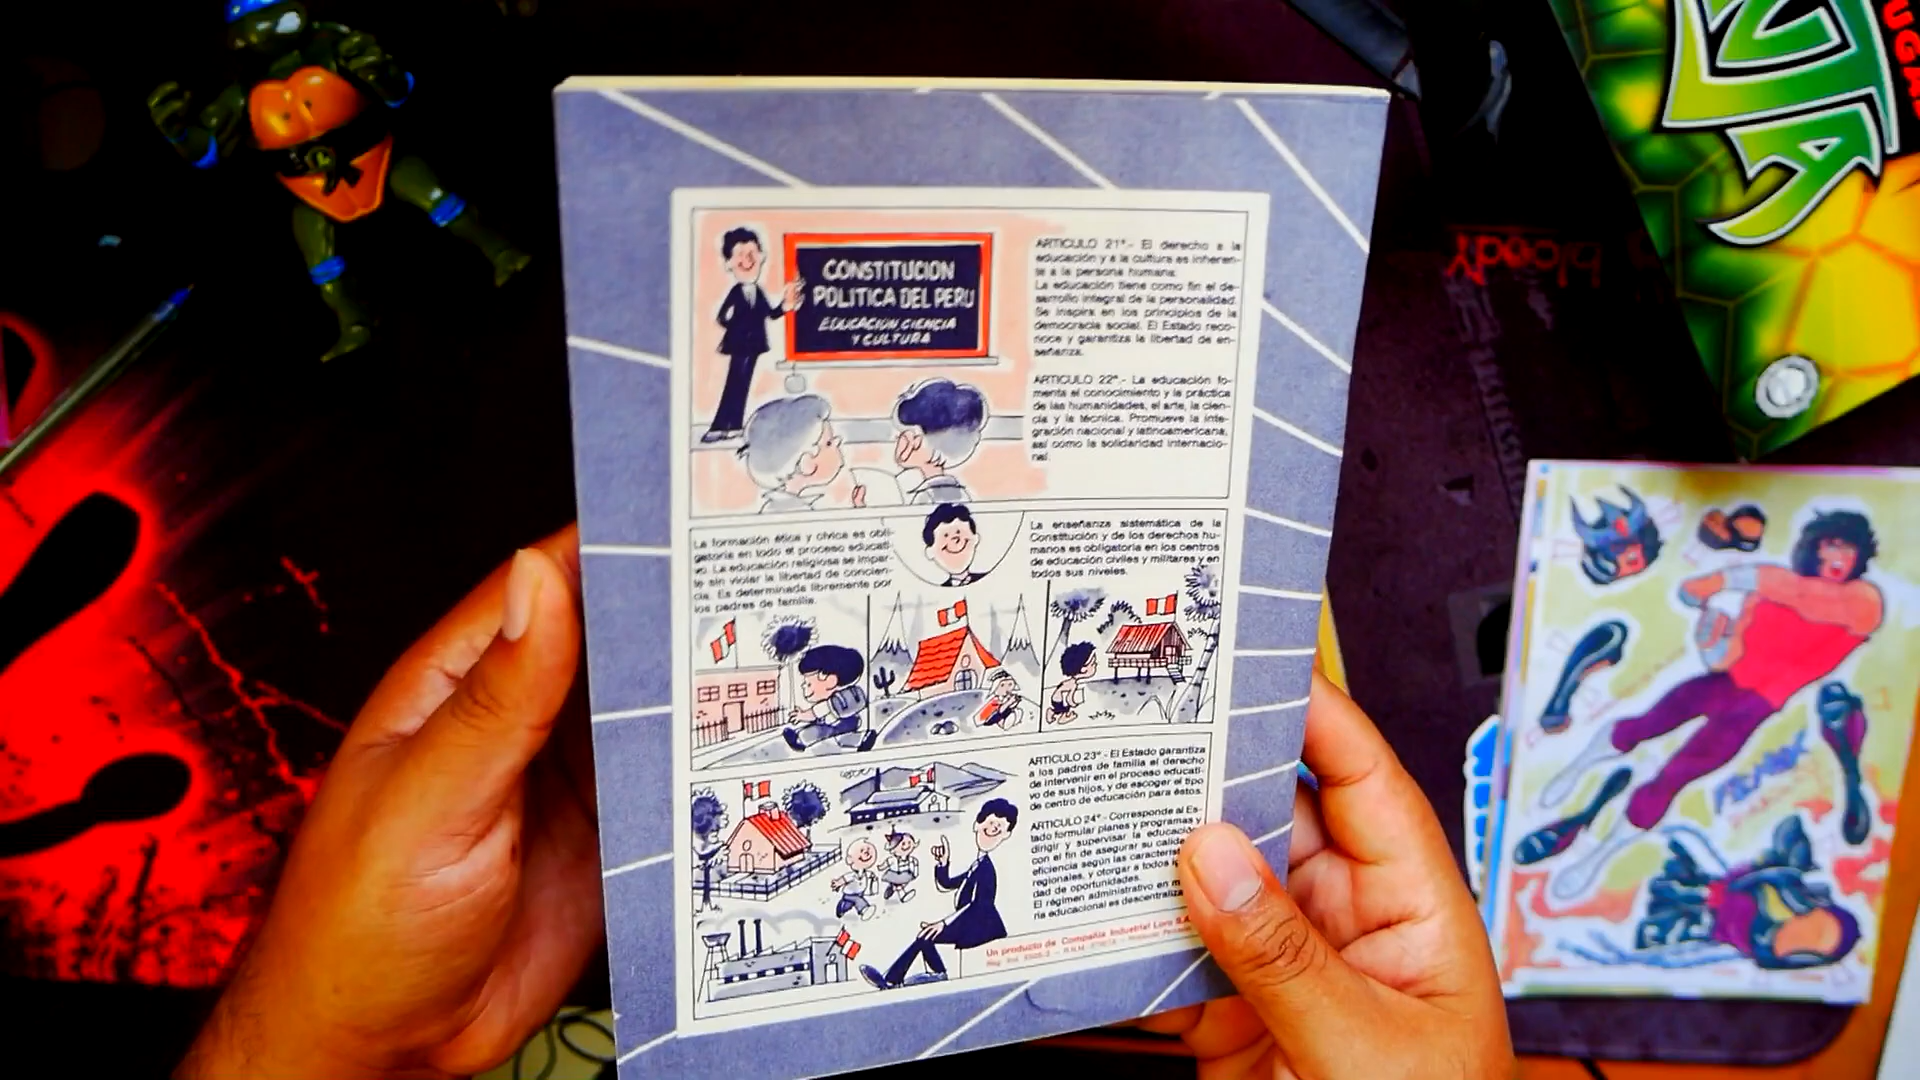 CONSTITUCION
POLITICA DEL PERU
EDUCACION, CIENCIA
Y CULTURA
ARTICULO 21°.- El derecho a la
educación y a la cultura es inheren-
te a la persona humana.
La educación tiene como fin el de-
sarrollo integral de la personalidad.
Se inspira en los principios de la
democracia social. El Estado reco-
noce y garantiza la libertad de en-
señanza.
ARTICULO 22°.- La educación fo-
menta el conocimiento y la práctica
de las humanidades, el arte, la cien-
cia y la técnica. Promueve la inte-
gración nacional y latinoamericana,
así como la solidaridad internacio-
nal.
La formación ética y cívica es obli-
gatoria en todo el proceso educati-
vo. La educación religiosa se impar-
te sin violar la libertad de concien-
cia. Es determinada libremente por
los padres de familia.
La enseñanza sistemática de la
Constitución y de los derechos hu-
manos es obligatoria en los centros
de educación civiles y militares y en
todos sus niveles.
ARTICULO 23°.- El Estado garantiza
a los padres de familia el derecho
de intervenir en el proceso educati-
vo de sus hijos, y de escoger el tipo
de centro de educación para éstos.
ARTICULO 24°.- Corresponde al Es-
tado formular planes y programas y
dirigir y supervisar la educación
con el fin de asegurar su calida
eficiencia según las característ
regionales, y otorgar a todos
dad de oportunidades.
El régimen administrativo en m
ria educacional es descentraliza
Un producto de Compañía Industrial Loro S.A.
NJA
UGAS
bloody